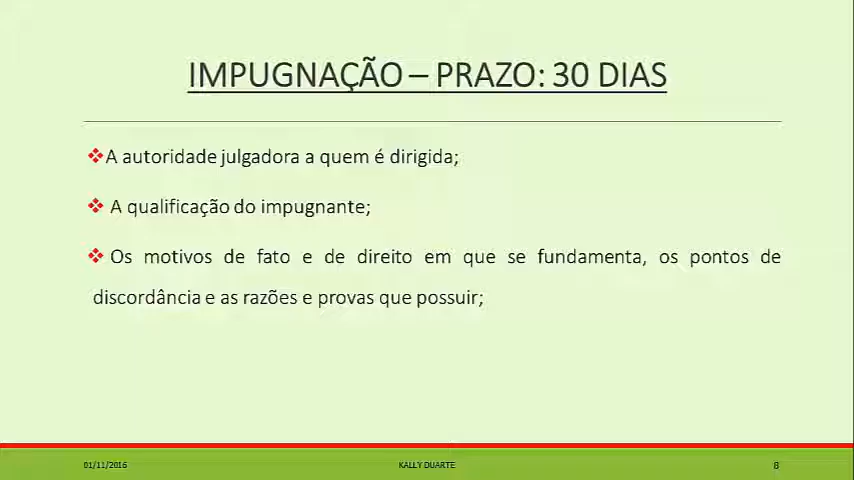 IMPUGNAÇÃO – PRAZO: 30 DIAS
A autoridade julgadora a quem é dirigida;
A qualificação do impugnante;
Os motivos de fato e de direito em que se fundamenta, os pontos de
discordância e as razões e provas que possuir;
01/11/2016 KALLY DUARTE 8